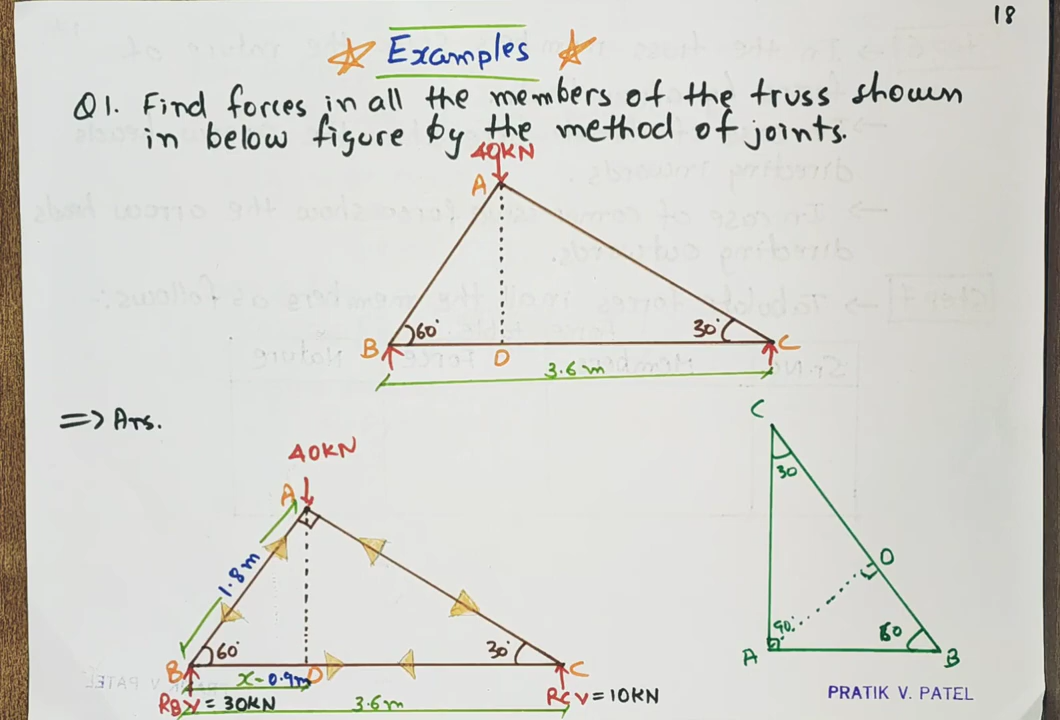 18
Examples
Q1. Find forces in all the members of the truss shown
in below figure by the method of joints.
40KN
A
60°
30°
B
D
C
3.6m
=> Ans.
C
30
40KN
A
1.8m
D
60°
30°
90°
60
B
D
C
A
B
x-0.9m
RBV = 30KN
3.6m
RCV = 10KN
PRATIK V. PATEL